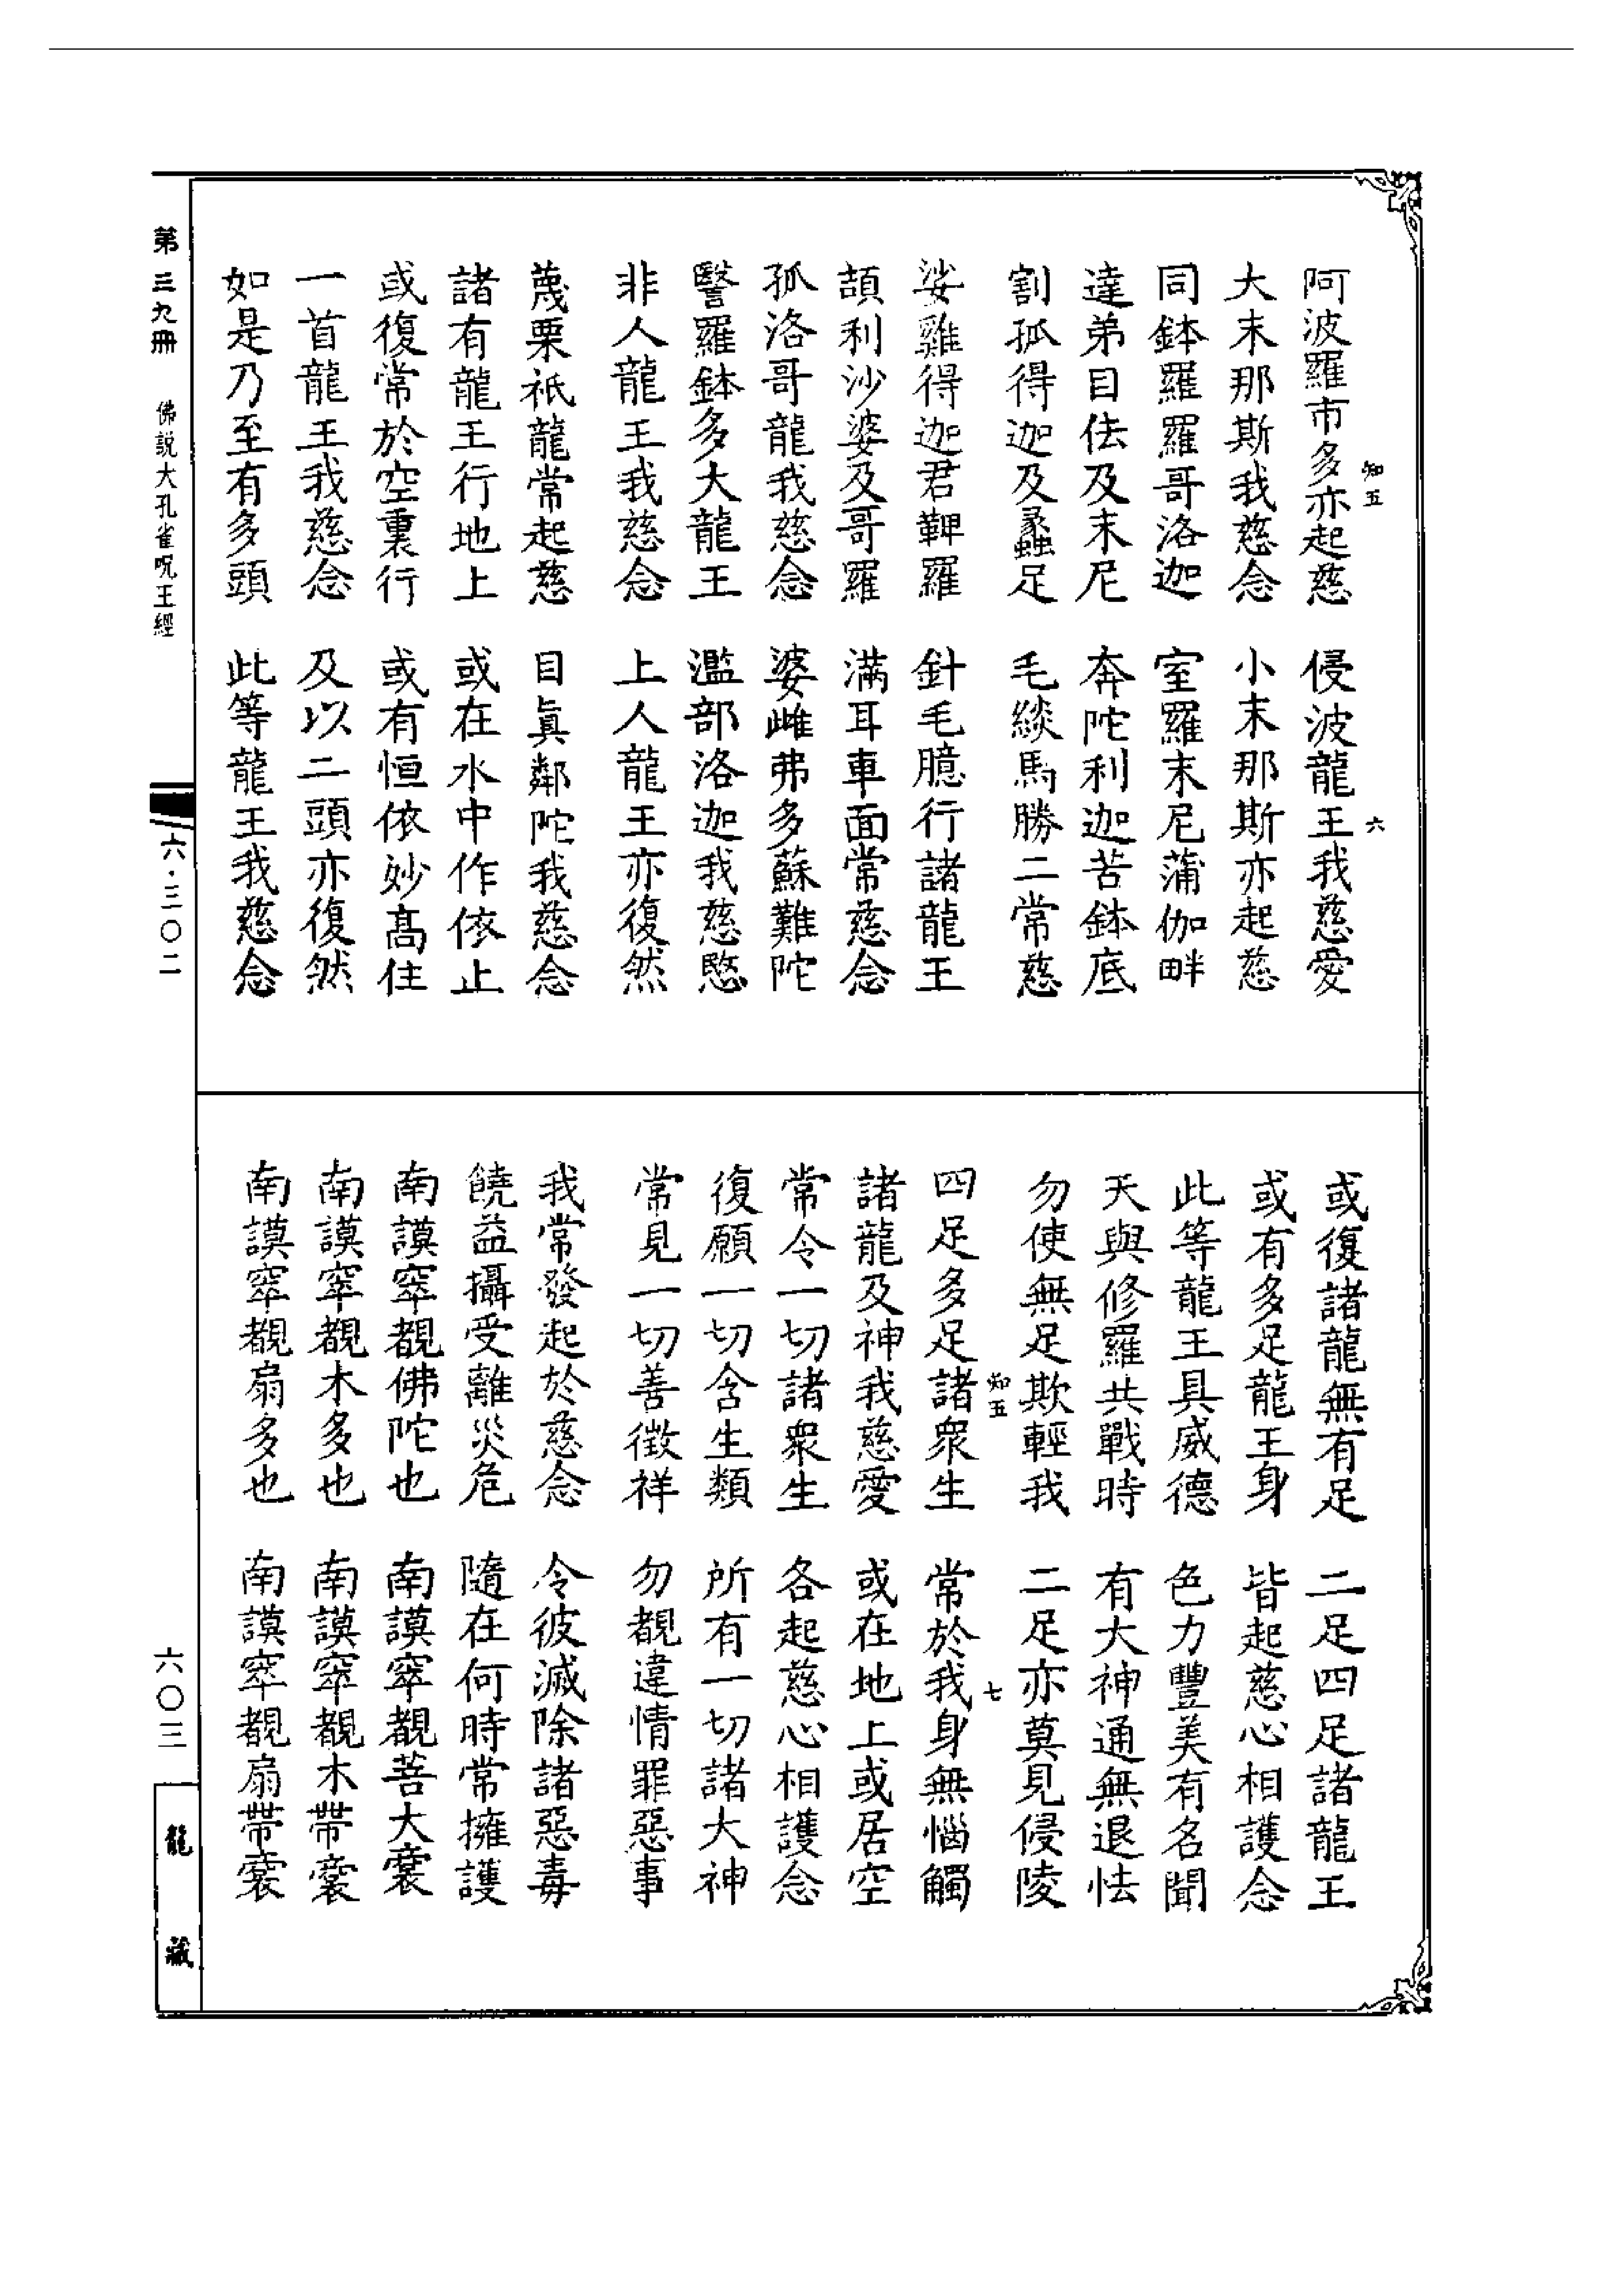 阿波羅市多亦起慈　侵波龍王我慈愛
大末那斯我慈念　小末那斯亦起慈
同鉢羅羅哥洛迦　室羅末尼蒲伽畔
達弟目佉及末尼　奔陀利迦苦鉢底
割孤得迦及蠡足　毛緂馬勝二常慈
娑雞得迦君鞞羅　針毛臆行諸龍王
頡利沙婆及哥羅　滿耳車面常慈念
孤洛哥龍我慈念　婆雌弗多蘇難陀
瑿羅鉢多大龍王　濫部洛迦我慈愍
非人龍王我慈念　上人龍王亦復然
蔑栗祇龍常起慈　目真鄰陀我慈念
諸有龍王行地上　或在水中作依止
或復常於空裏行　或有恒依妙髙住
一首龍王我慈念　及以二頭亦復然
如是乃至有多頭　此等龍王我慈念
知五
六
或復諸龍無有足　二足四足諸龍王
或有多足龍王身　皆起慈心相護念
此等龍王具威德　色力豐美有名聞
天與修羅共戰時　有大神通無退怯
勿使無足欺輕我　二足亦莫見侵陵
四足多足諸眾生　常於我身無惱觸
諸龍及神我慈愛　或在地上或居空
常令一切諸眾生　各起慈心相護念
復願一切含生類　所有一切諸大神
常見一切善徵祥　勿覩違情罪惡事
我常發起於慈念　令彼滅除諸惡毒
饒益攝受離災危　隨在何時常擁護
南謨窣覩佛陀也　南謨窣覩菩大裳
南謨窣覩木多也　南謨窣覩木帶裳
南謨窣覩扇多也　南謨窣覩扇帶裳
知五
七
第三九冊　佛說大孔雀呪王經
六·三〇二
六〇三
龍藏